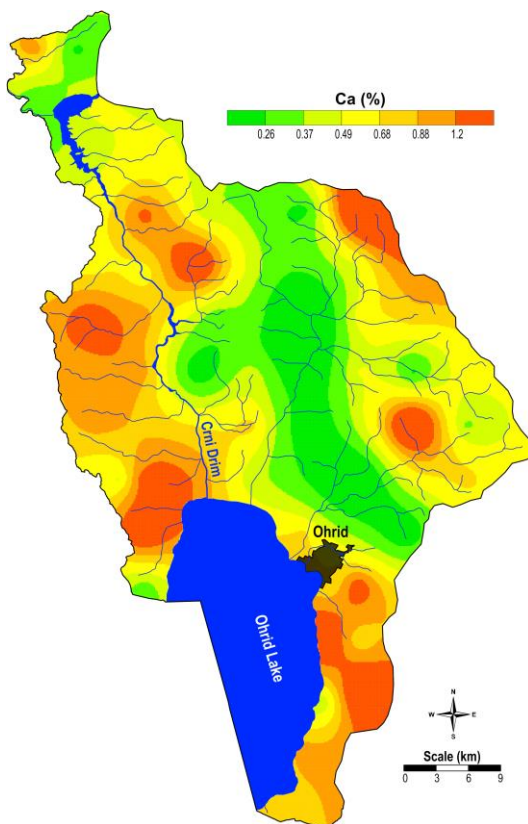 Ca (%)
0.26 0.37 0.49 0.68 0.88 1.2
Crni Drim
Ohrid
Ohrid Lake
N
W E
S
Scale (km)
0 3 6 9